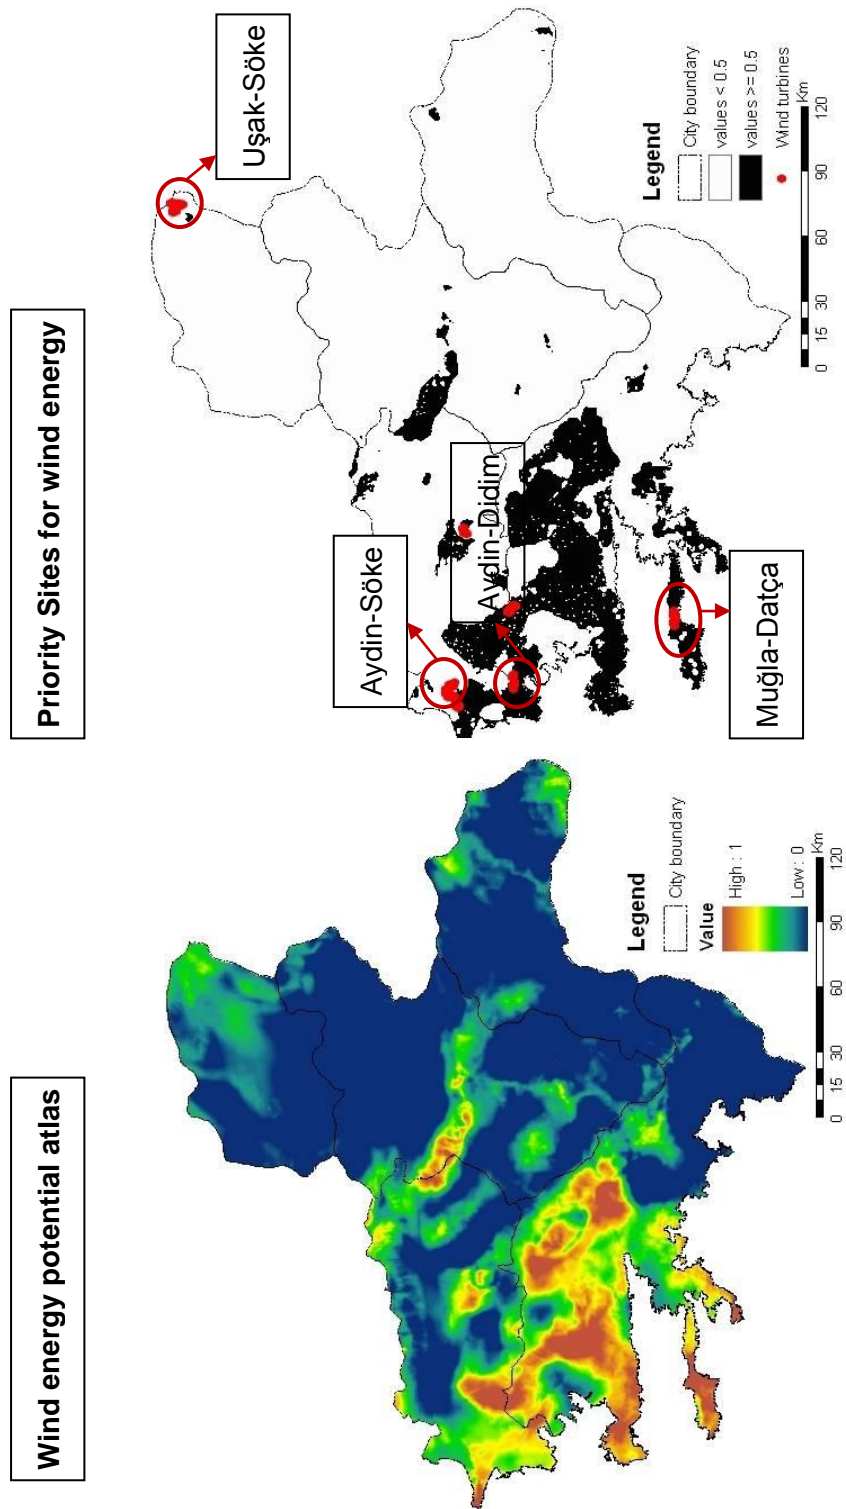 Wind energy potential atlas
Legend
City boundary
Value
High : 1
Low : 0
0 15 30 60 90 120
Km
Priority Sites for wind energy
Uşak-Söke
Aydin-Söke
Aydin-Didim
Muğla-Datça
Legend
City boundary
values < 0.5
values >= 0.5
Wind turbines
0 15 30 60 90 120
Km